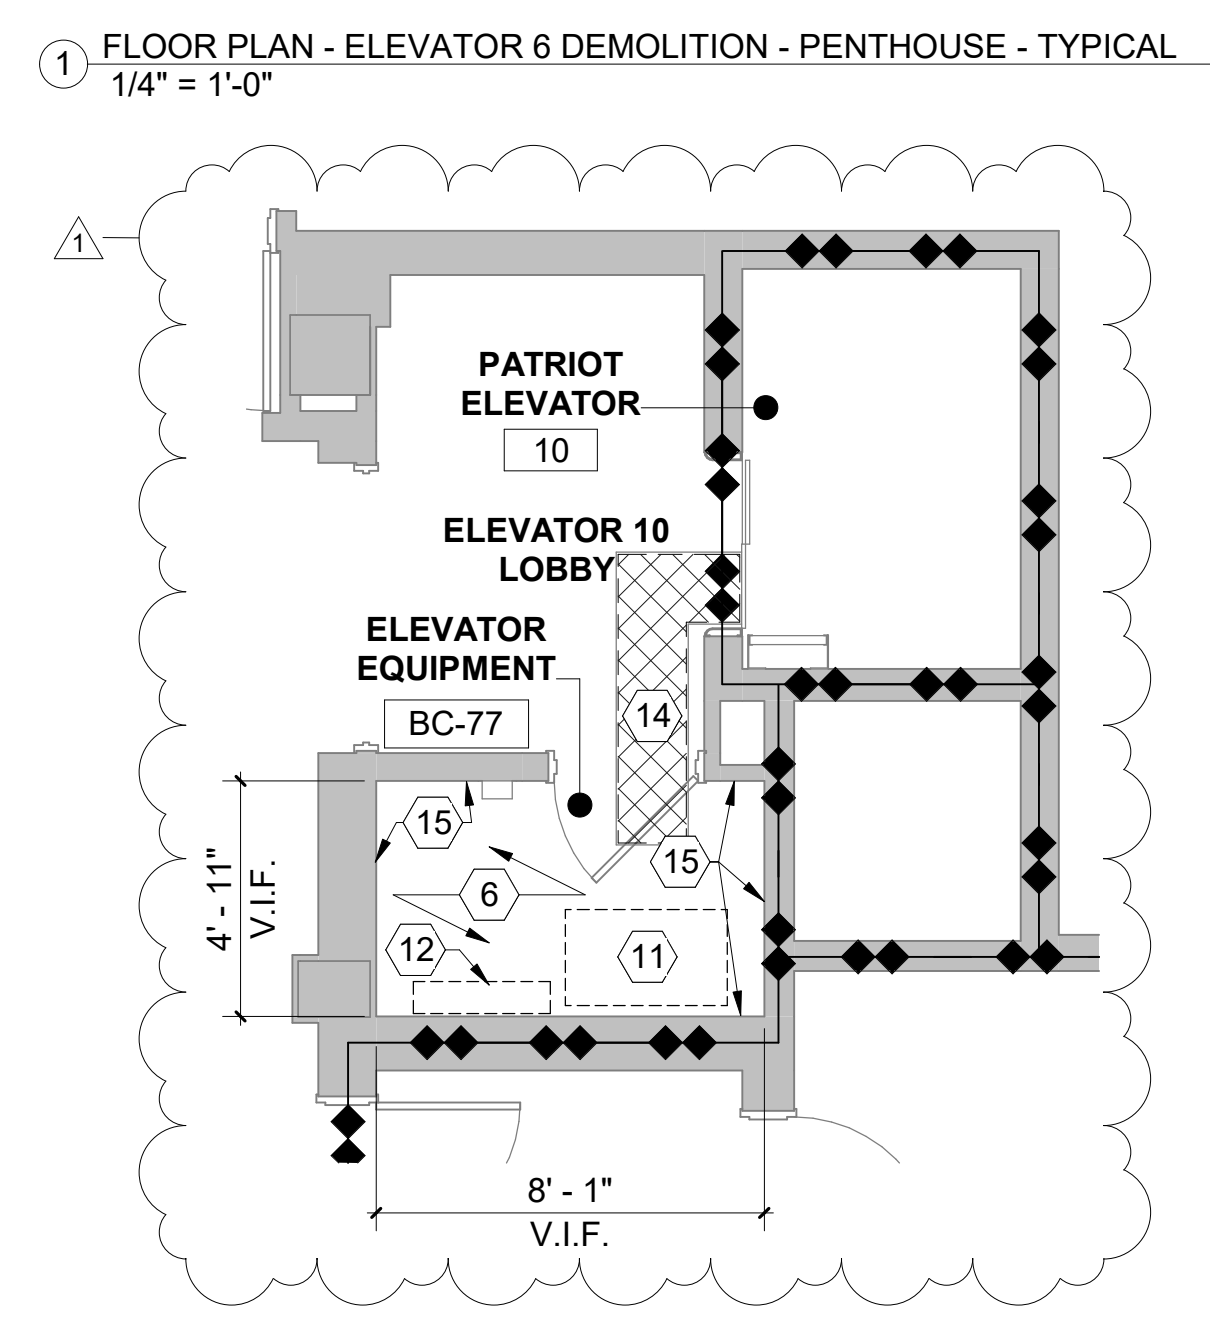 1
FLOOR PLAN - ELEVATOR 6 DEMOLITION - PENTHOUSE - TYPICAL
1/4" = 1'-0"
1
PATRIOT
ELEVATOR
10
ELEVATOR 10
LOBBY
ELEVATOR
EQUIPMENT
BC-77
14
15
15
6
12
11
4' - 11"
V.I.F.
8' - 1"
V.I.F.